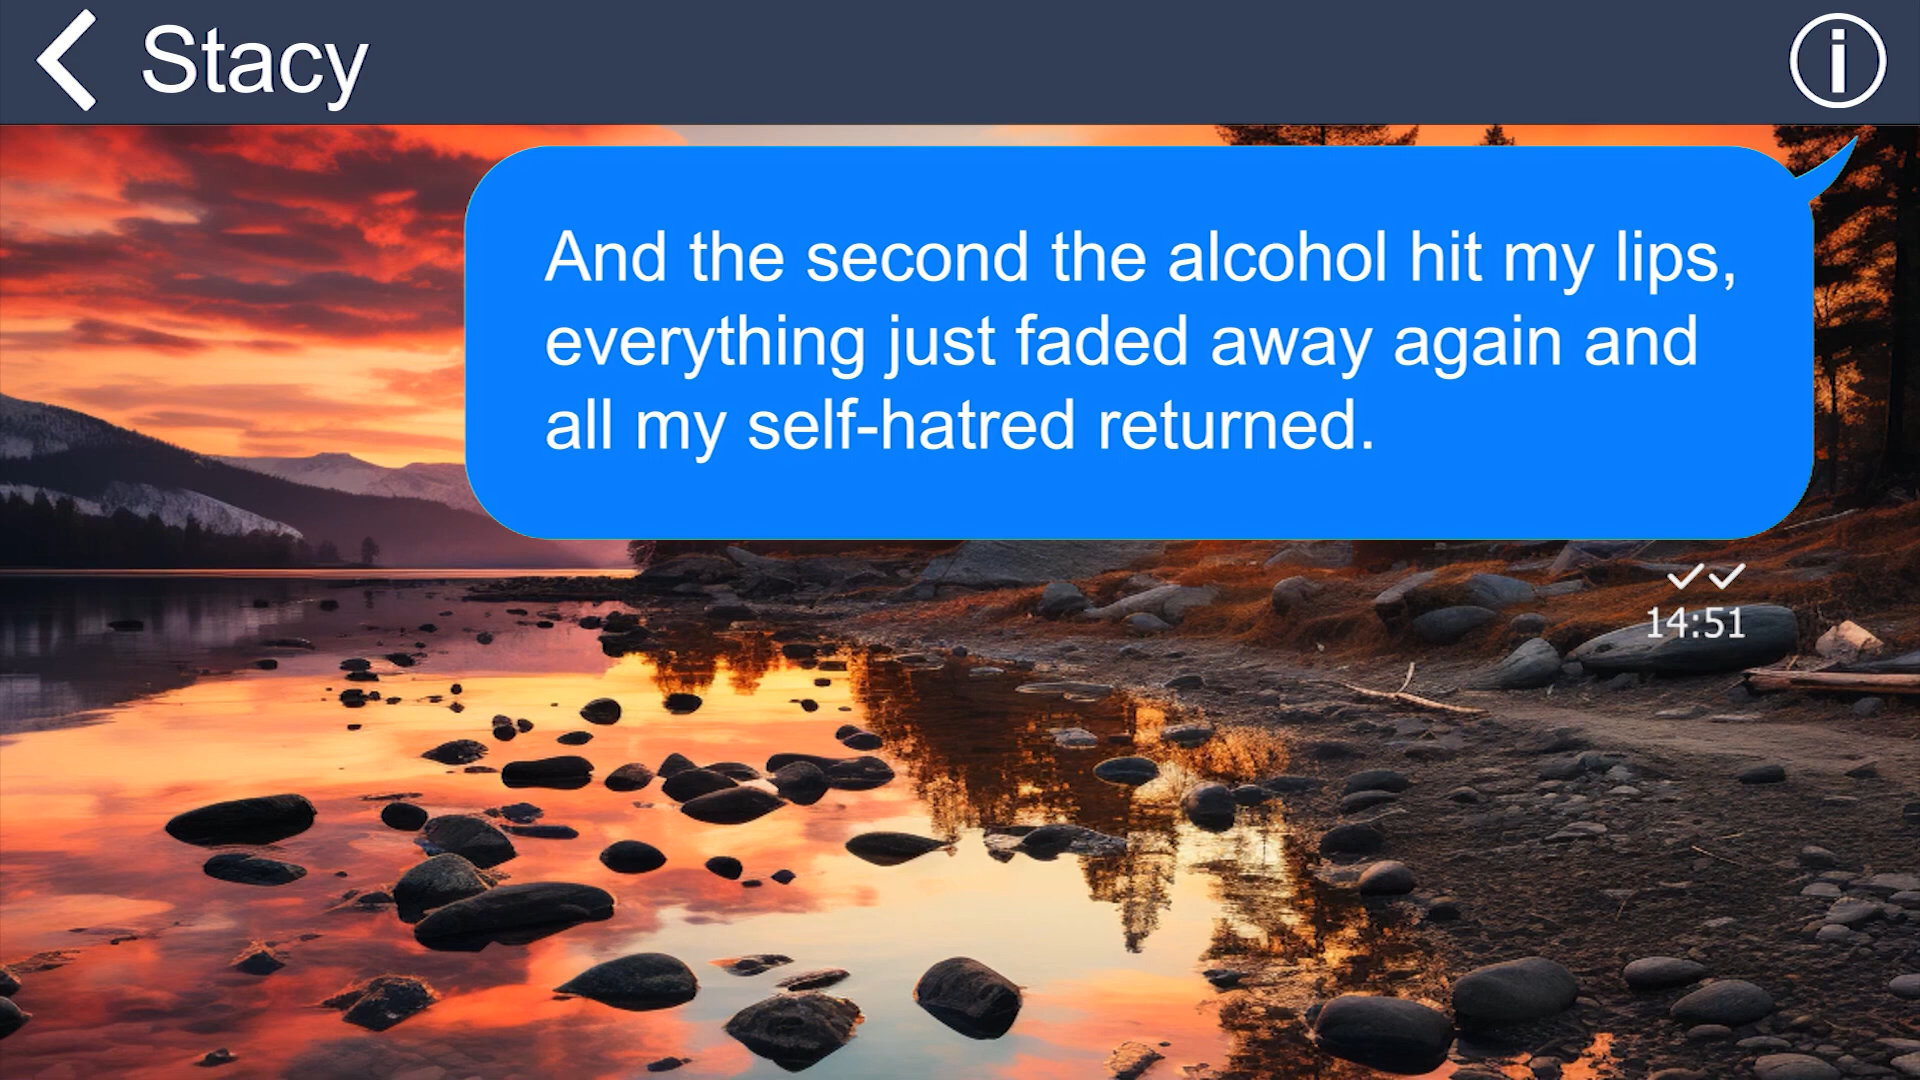 Stacy
And the second the alcohol hit my lips,
everything just faded away again and
all my self-hatred returned.
14:51